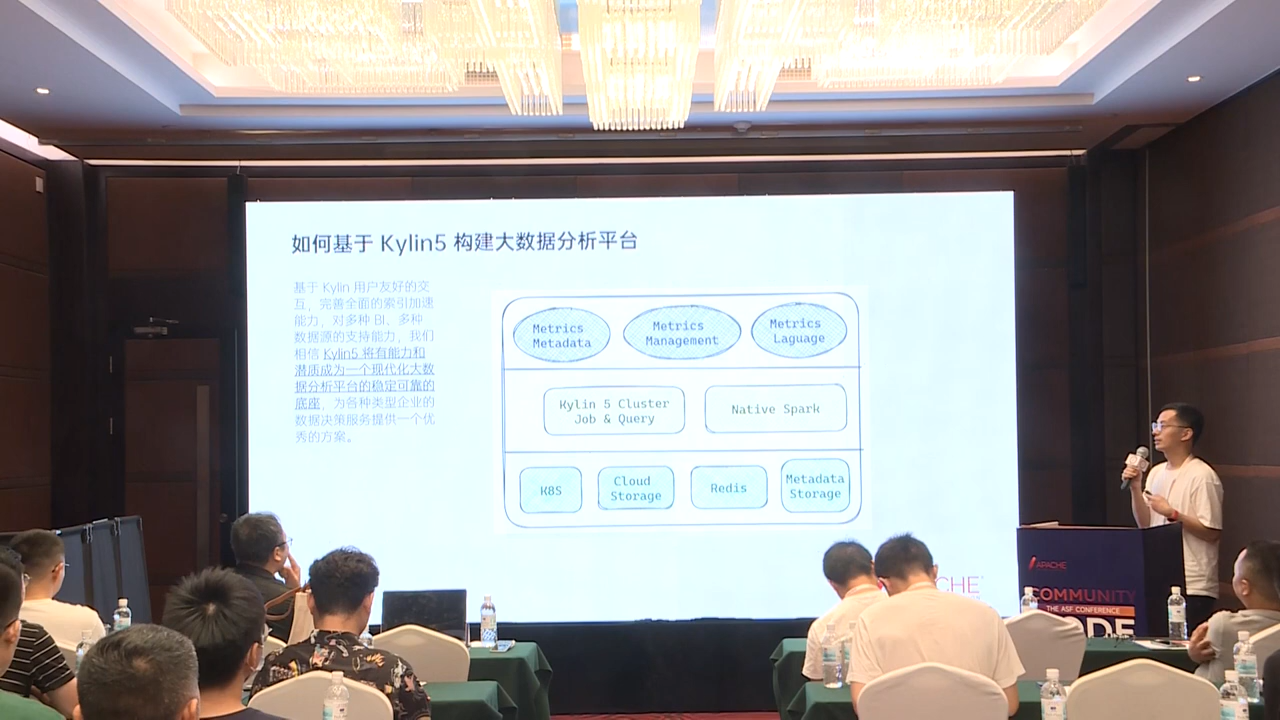 如何基于 Kylin5 构建大数据分析平台
基于 Kylin 用户友好的交
互，完善全面的索引加速
能力，对多种 BI、多种
数据源的支持能力，我们
相信 Kylin5 将有能力和
潜质成为一个现代化大数
据分析平台的稳定可靠的
底座，为各种类型企业的
数据决策服务提供一个优
秀的方案。
Metrics
Metadata
Metrics
Management
Metrics
Laguage
Kylin 5 Cluster
Job & Query
Native Spark
K8S
Cloud
Storage
Redis
Metadata
Storage
CHE
APACHE
COMMUNITY
THE ASF CONFERENCE
ODE